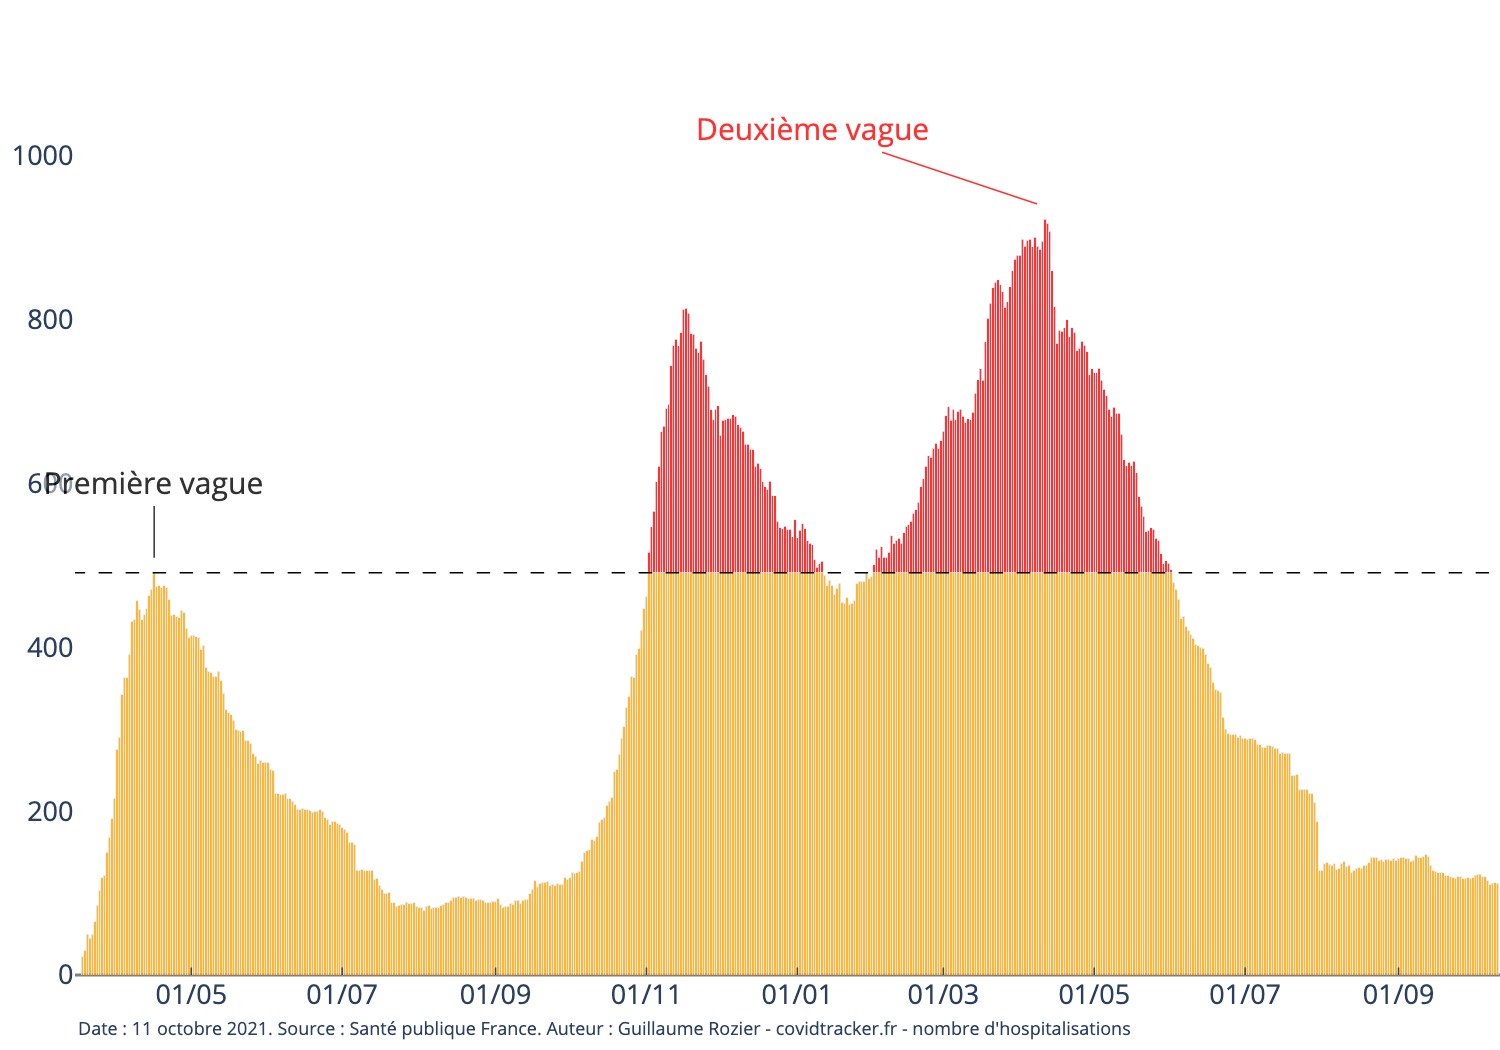 Deuxième vague
1000
800
600
Première vague
400
200
0
01/05 01/07 01/09 01/11 01/01 01/03 01/05 01/07 01/09
Date : 11 octobre 2021. Source : Santé publique France. Auteur : Guillaume Rozier - covidtracker.fr - nombre d'hospitalisations